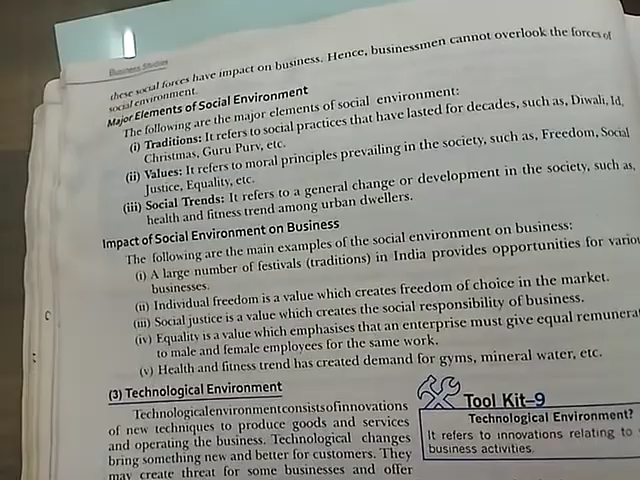 Business Studies
these social forces have impact on business. Hence, businessmen cannot overlook the forces of
social environment.
Major Elements of Social Environment
The following are the major elements of social environment:
(i) Traditions: It refers to social practices that have lasted for decades, such as, Diwali, Id,
Christmas, Guru Purv, etc.
(ii) Values: It refers to moral principles prevailing in the society, such as, Freedom, Social
Justice, Equality, etc.
(iii) Social Trends: It refers to a general change or development in the society, such as,
health and fitness trend among urban dwellers.
Impact of Social Environment on Business
The following are the main examples of the social environment on business:
(i) A large number of festivals (traditions) in India provides opportunities for variou
businesses.
(ii) Individual freedom is a value which creates freedom of choice in the market.
(iii) Social justice is a value which creates the social responsibility of business.
(iv) Equality is a value which emphasises that an enterprise must give equal remunera
to male and female employees for the same work.
(v) Health and fitness trend has created demand for gyms, mineral water, etc.
(3) Technological Environment
Technological environment consists of innovations
of new techniques to produce goods and services
and operating the business. Technological changes
bring something new and better for customers. They
may create threat for some businesses and offer
Tool Kit–9
Technological Environment?
It refers to innovations relating to
business activities.